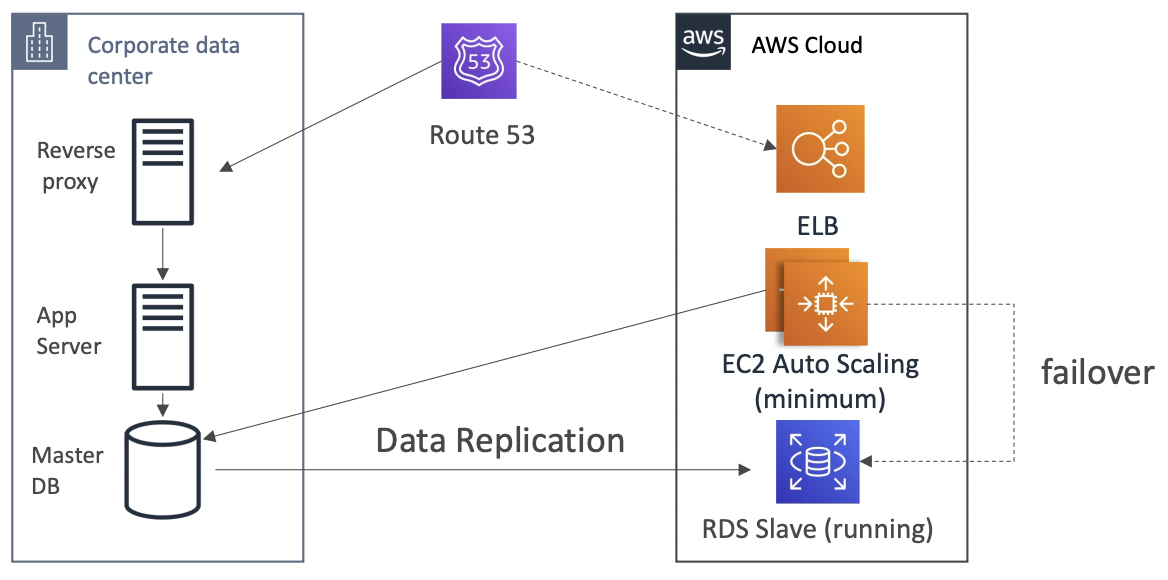 Corporate data
center
aws
AWS Cloud
53
Route 53
Reverse
proxy
ELB
App
Server
EC2 Auto Scaling
(minimum)
failover
Data Replication
Master
DB
RDS Slave (running)